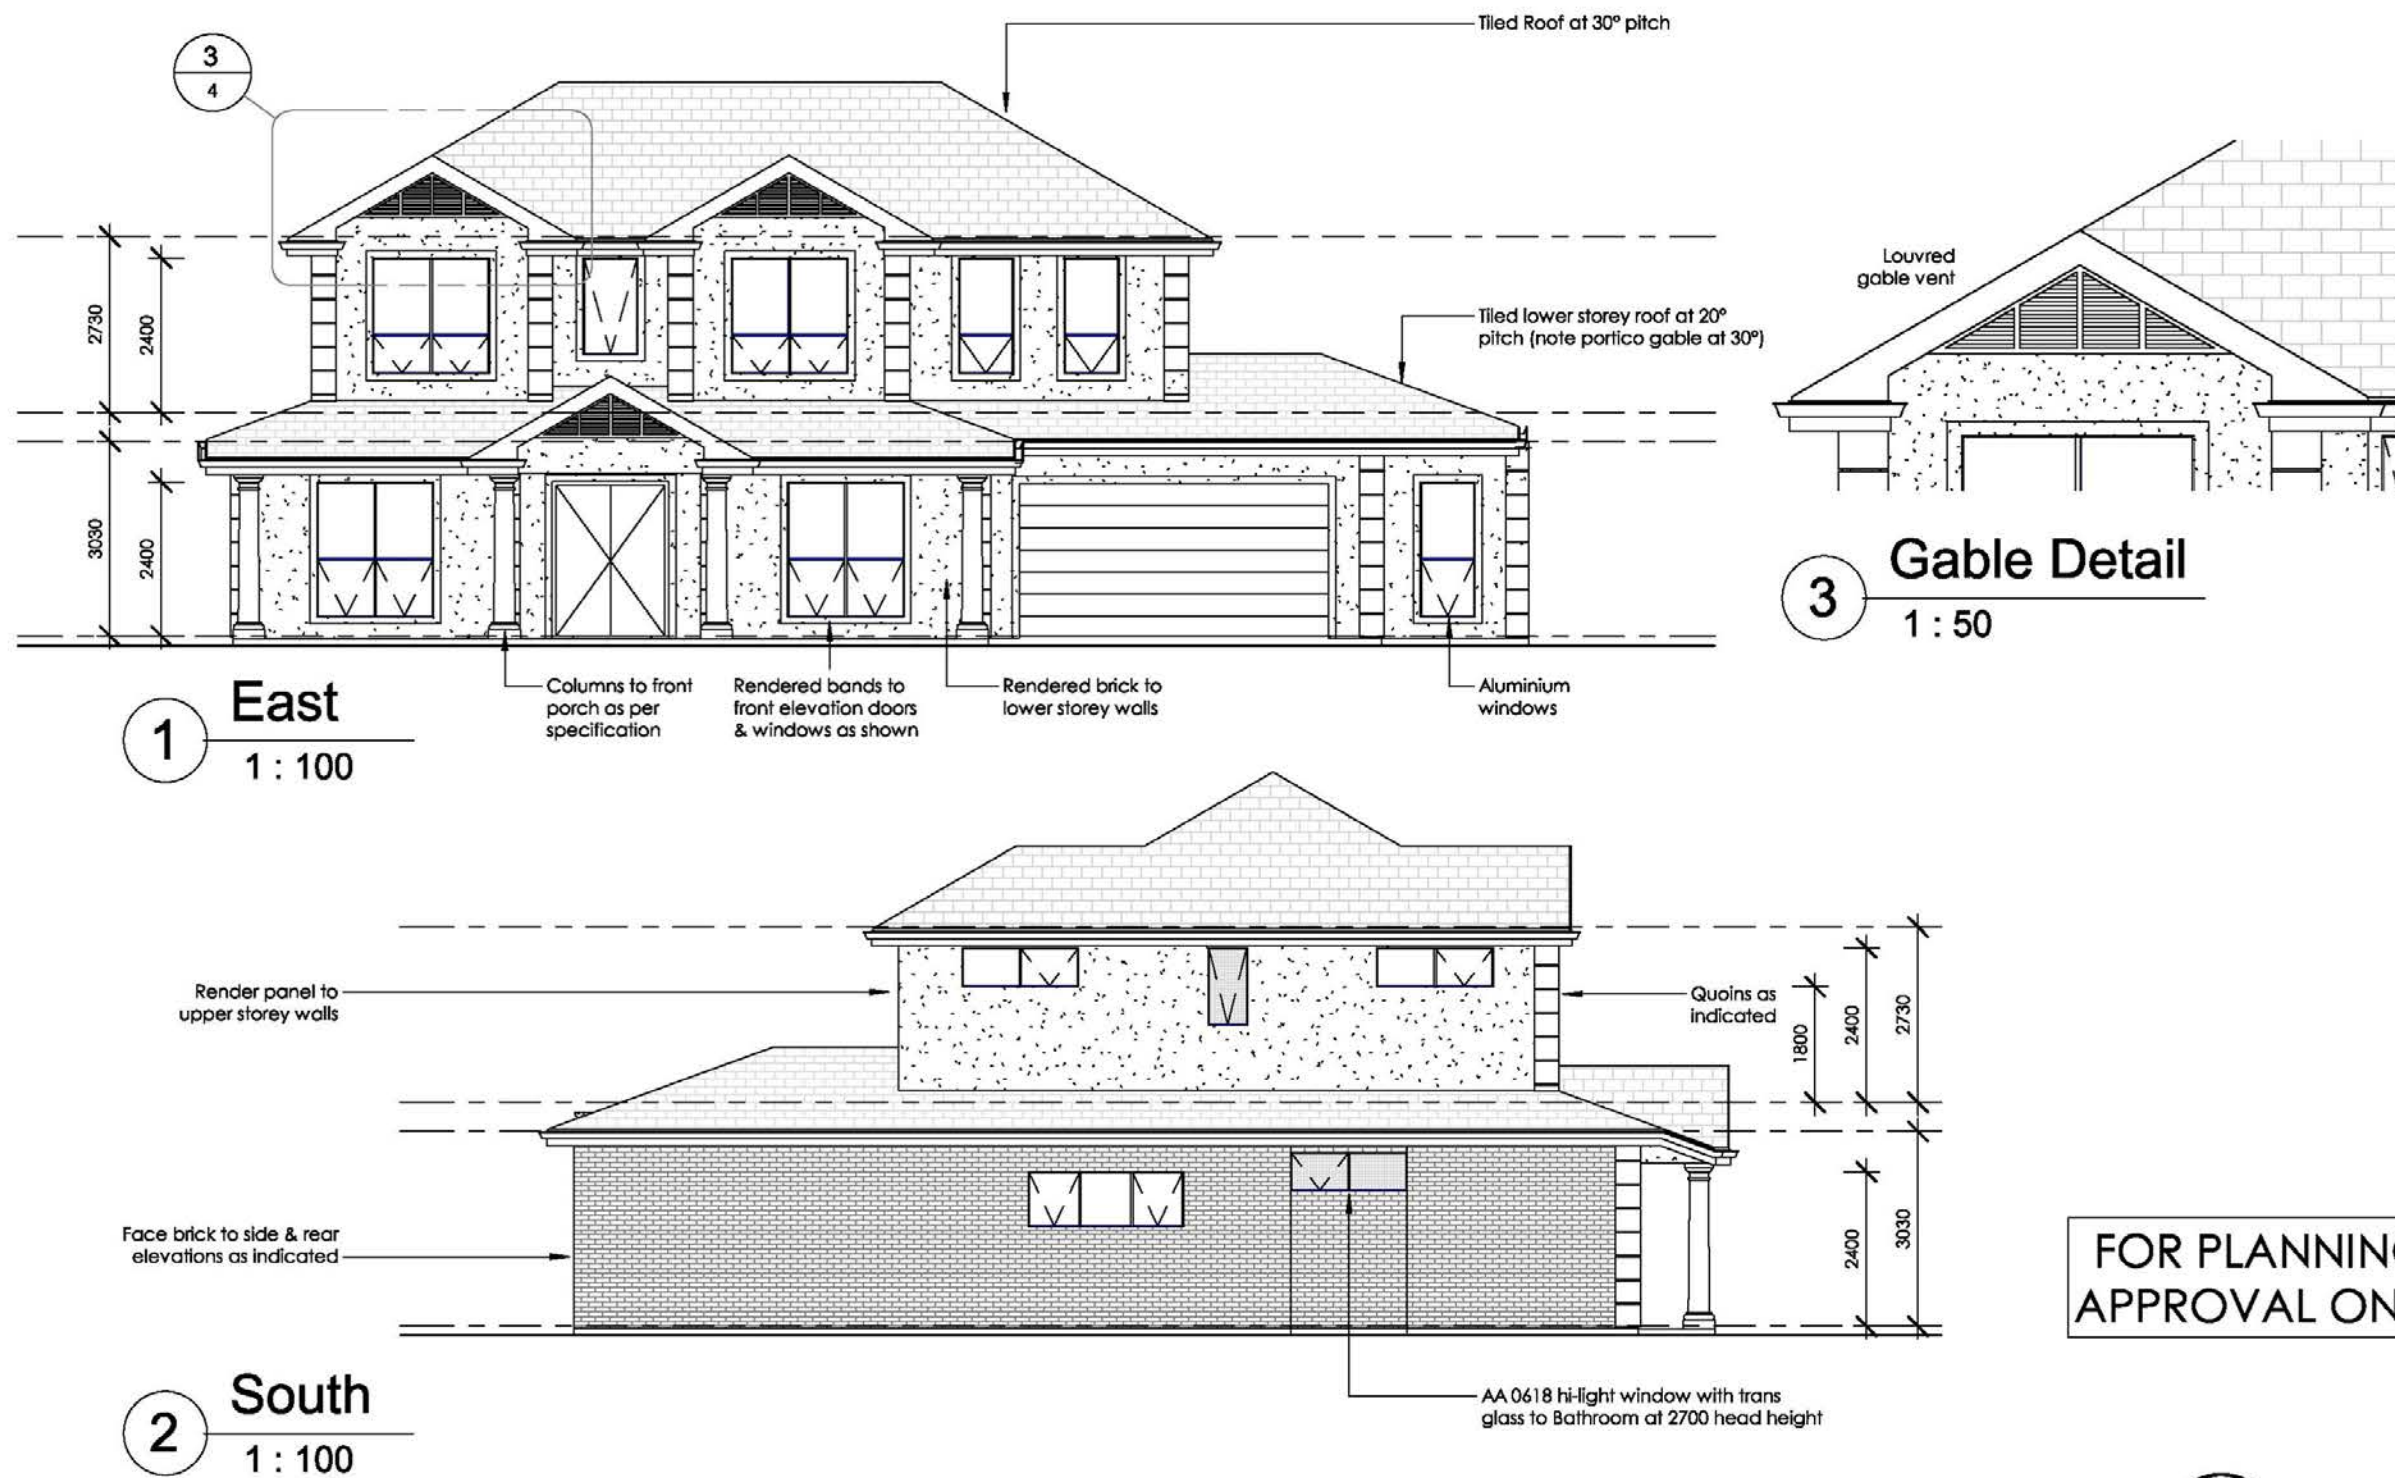 3
4
Tiled Roof at 30° pitch
2730
2400
Tiled lower storey roof at 20°
pitch (note portico gable at 30°)
3030
2400
Louvred
gable vent
3
Gable Detail
1 : 50
Columns to front
porch as per
specification
Rendered bands to
front elevation doors
& windows as shown
Rendered brick to
lower storey walls
Aluminium
windows
1
East
1 : 100
Render panel to
upper storey walls
Quoins as
indicated
1800
2400
2730
Face brick to side & rear
elevations as indicated
2400
3030
FOR PLANNING
APPROVAL ON
AA 0618 hi-light window with trans
glass to Bathroom at 2700 head height
2
South
1 : 100